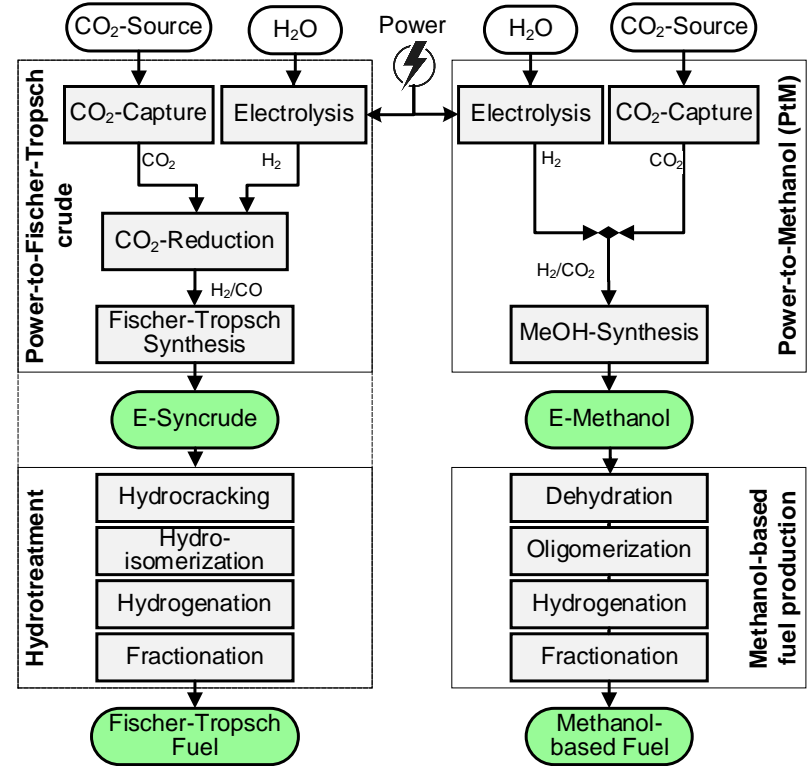 CO₂-Source
H₂O
Power
H₂O
CO₂-Source
Power-to-Fischer-Tropsch
crude
CO₂-Capture
Electrolysis
Electrolysis
CO₂-Capture
Power-to-Methanol (PtM)
CO₂
H₂
H₂
CO₂
CO₂-Reduction
H₂/CO
H₂/CO₂
Fischer-Tropsch
Synthesis
MeOH-Synthesis
E-Syncrude
E-Methanol
Hydrotreatment
Hydrocracking
Hydro-
isomerization
Hydrogenation
Fractionation
Dehydration
Oligomerization
Hydrogenation
Fractionation
Methanol-based
fuel production
Fischer-Tropsch
Fuel
Methanol-
based Fuel